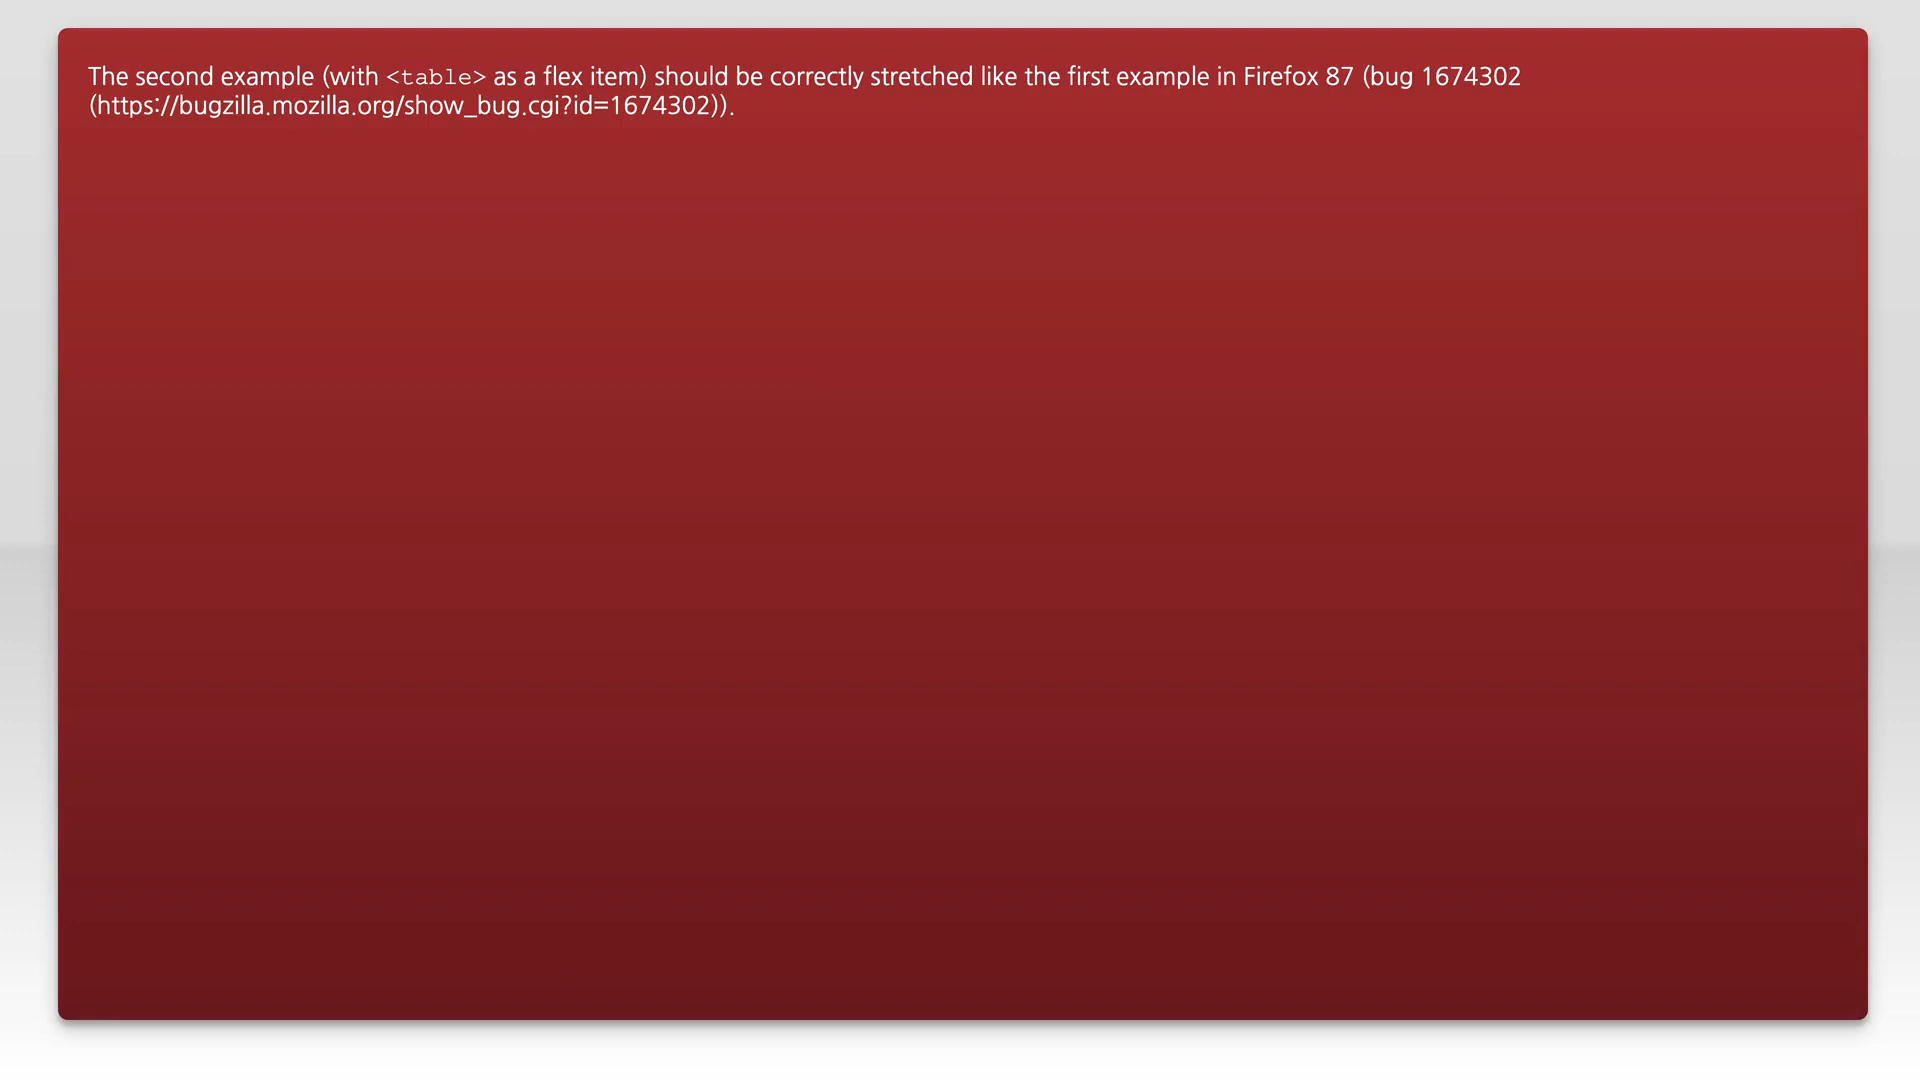 The second example (with <table> as a flex item) should be correctly stretched like the first example in Firefox 87 (bug 1674302
(https://bugzilla.mozilla.org/show_bug.cgi?id=1674302)).